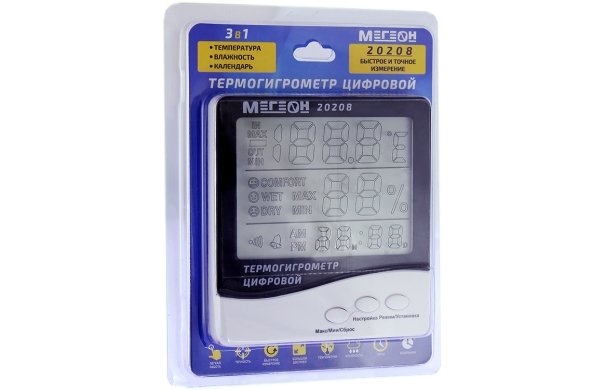 3 в 1
• ТЕМПЕРАТУРА
• ВЛАЖНОСТЬ
• КАЛЕНДАРЬ
МЕГЕОН
20208
БЫСТРОЕ И ТОЧНОЕ
ИЗМЕРЕНИЕ
ТЕРМОГИГРОМЕТР ЦИФРОВОЙ
МЕГЕОН 20208
IN
MAX
OUT
MIN
COMFORT
WET MAX %
DRY MIN
AM
PM M D
ТЕРМОГИГРОМЕТР
ЦИФРОВОЙ
Макс/Мин/Сброс Настройка Режим/Установка